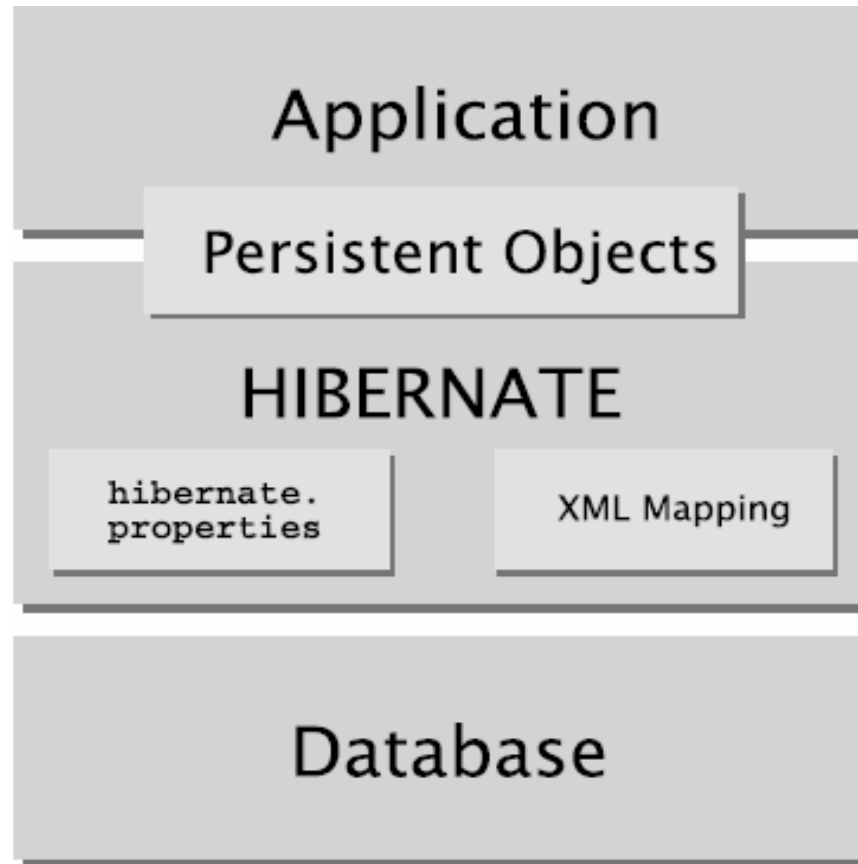 Application
Persistent Objects
HIBERNATE
hibernate.
properties
XML Mapping
Database